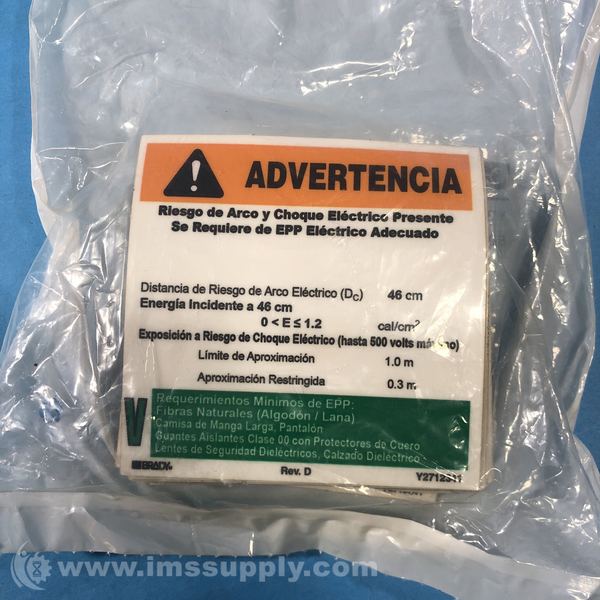 ADVERTENCIA
Riesgo de Arco y Choque Eléctrico Presente
Se Requiere de EPP Eléctrico Adecuado
Distancia de Riesgo de Arco Eléctrico (DC) 46 cm
Energía Incidente a 46 cm
0 < E ≤ 1.2 cal/cm²
Exposición a Riesgo de Choque Eléctrico (hasta 500 volts máximo)
Límite de Aproximación 1.0 m
Aproximación Restringida 0.3 m
V
Requerimientos Mínimos de EPP:
Fibras Naturales (Algodón / Lana)
Camisa de Manga Larga, Pantalón
Guantes Aislantes Clase 00 con Protectores de Cuero
Lentes de Seguridad Dieléctricos, Calzado Dieléctrico
BRADY. Rev. D
www.imssupply.com